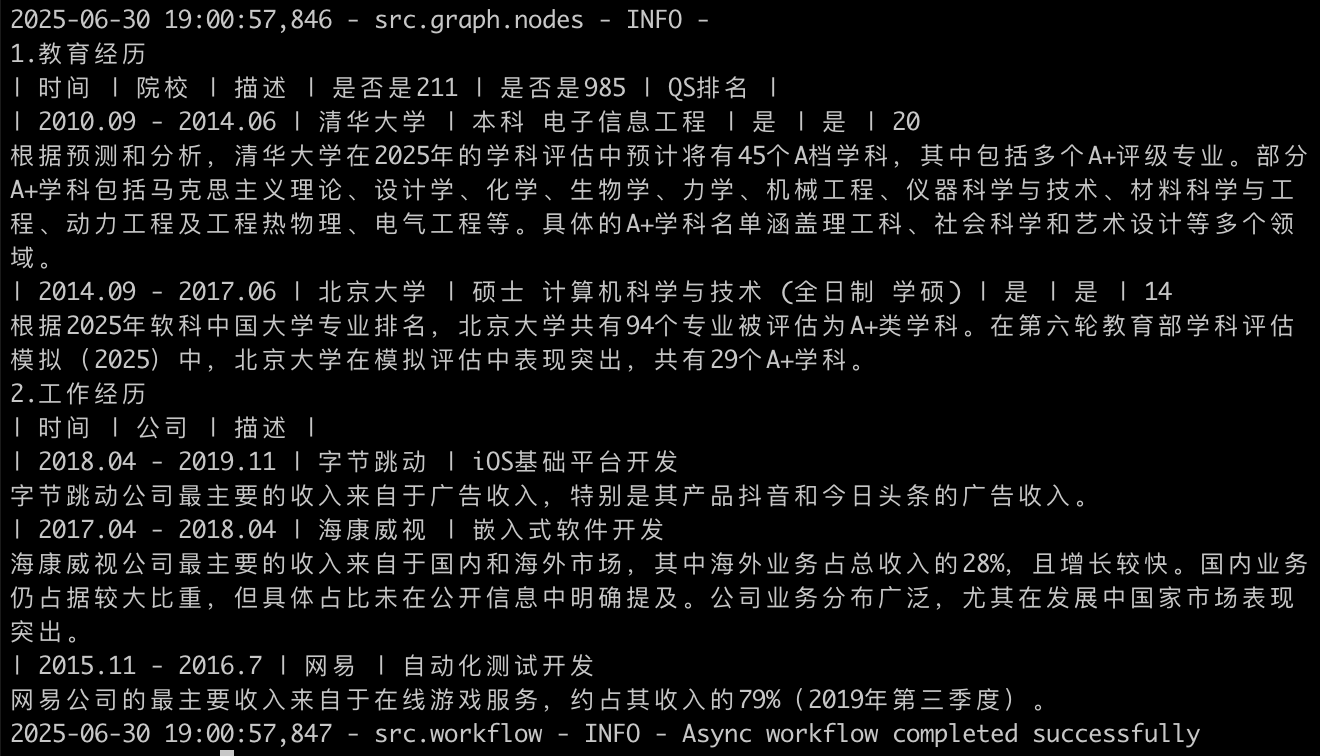 2025-06-30 19:00:57,846 - src.graph.nodes - INFO -
1.教育经历
| 时间 | 院校 | 描述 | 是否是211 | 是否是985 | QS排名 |
| 2010.09 - 2014.06 | 清华大学 | 本科 电子信息工程 | 是 | 是 | 20
根据预测和分析，清华大学在2025年的学科评估中预计将有45个A档学科，其中包括多个A+评级专业。部分
A+学科包括马克思主义理论、设计学、化学、生物学、力学、机械工程、仪器科学与技术、材料科学与工
程、动力工程及工程热物理、电气工程等。具体的A+学科名单涵盖理工科、社会科学和艺术设计等多个领
域。
| 2014.09 - 2017.06 | 北京大学 | 硕士 计算机科学与技术 (全日制 学硕) | 是 | 是 | 14
根据2025年软科中国大学专业排名，北京大学共有94个专业被评估为A+类学科。在第六轮教育部学科评估
模拟（2025）中，北京大学在模拟评估中表现突出，共有29个A+学科。
2.工作经历
| 时间 | 公司 | 描述 |
| 2018.04 - 2019.11 | 字节跳动 | iOS基础平台开发
字节跳动公司最主要的收入来自于广告收入，特别是其产品抖音和今日头条的广告收入。
| 2017.04 - 2018.04 | 海康威视 | 嵌入式软件开发
海康威视公司最主要的收入来自于国内和海外市场，其中海外业务占总收入的28%，且增长较快。国内业务
仍占据较大比重，但具体占比未在公开信息中明确提及。公司业务分布广泛，尤其在发展中国家市场表现
突出。
| 2015.11 - 2016.7 | 网易 | 自动化测试开发
网易公司的最主要收入来自于在线游戏服务，约占其收入的79%（2019年第三季度）。
2025-06-30 19:00:57,847 - src.workflow - INFO - Async workflow completed successfully